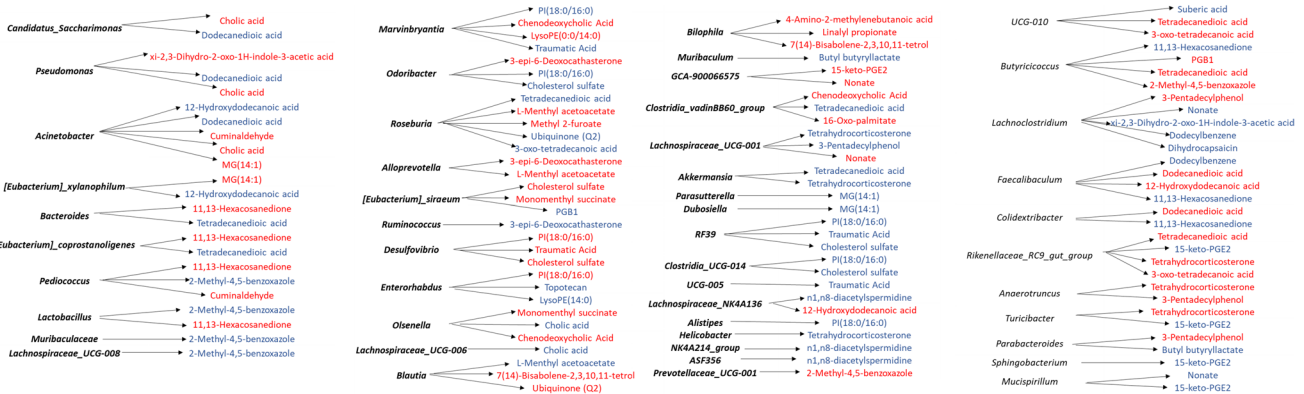 Candidatus_Saccharimonas
Cholic acid
Dodecanedioic acid
Pseudomonas
xi-2,3-Dihydro-2-oxo-1H-indole-3-acetic acid
Dodecanedioic acid
Cholic acid
Acinetobacter
12-Hydroxydodecanoic acid
Dodecanedioic acid
Cuminaldehyde
Cholic acid
MG(14:1)
[Eubacterium]_xylanophilum
MG(14:1)
12-Hydroxydodecanoic acid
Bacteroides
11,13-Hexacosanedione
Tetradecanedioic acid
Eubacterium]_coprostanoligenes
11,13-Hexacosanedione
Tetradecanedioic acid
Pediococcus
11,13-Hexacosanedione
2-Methyl-4,5-benzoxazole
Cuminaldehyde
Lactobacillus
2-Methyl-4,5-benzoxazole
11,13-Hexacosanedione
Muribaculaceae
2-Methyl-4,5-benzoxazole
Lachnospiraceae_UCG-008
2-Methyl-4,5-benzoxazole
Marvinbryantia
PI(18:0/16:0)
Chenodeoxycholic Acid
LysoPE(0:0/14:0)
Traumatic Acid
Odoribacter
3-epi-6-Deoxocathasterone
PI(18:0/16:0)
Cholesterol sulfate
Roseburia
Tetradecanedioic acid
L-Menthyl acetoacetate
Methyl 2-furoate
Ubiquinone (Q2)
3-oxo-tetradecanoic acid
Alloprevotella
3-epi-6-Deoxocathasterone
L-Menthyl acetoacetate
[Eubacterium]_siraeum
Cholesterol sulfate
Monomenthyl succinate
PGB1
Ruminococcus
3-epi-6-Deoxocathasterone
Desulfovibrio
PI(18:0/16:0)
Traumatic Acid
Cholesterol sulfate
Enterorhabdus
PI(18:0/16:0)
Topotecan
LysoPE(14:0)
Olsenella
Monomenthyl succinate
Cholic acid
Chenodeoxycholic Acid
Lachnospiraceae_UCG-006
Cholic acid
Blautia
L-Menthyl acetoacetate
7(14)-Bisabolene-2,3,10,11-tetrol
Ubiquinone (Q2)
Bilophila
4-Amino-2-methylenebutanoic acid
Linalyl propionate
7(14)-Bisabolene-2,3,10,11-tetrol
Muribaculum
Butyl butyryllactate
GCA-900066575
15-keto-PGE2
Nonate
Clostridia_vadinBB60_group
Chenodeoxycholic Acid
Tetradecanedioic acid
16-Oxo-palmitate
Lachnospiraceae_UCG-001
Tetrahydrocorticosterone
3-Pentadecylphenol
Nonate
Akkermansia
Tetradecanedioic acid
Tetrahydrocorticosterone
Parasutterella
MG(14:1)
Dubosiella
MG(14:1)
RF39
PI(18:0/16:0)
Traumatic Acid
Cholesterol sulfate
Clostridia_UCG-014
PI(18:0/16:0)
Cholesterol sulfate
UCG-005
Traumatic Acid
Lachnospiraceae_NK4A136
n1,n8-diacetylspermidine
12-Hydroxydodecanoic acid
Alistipes
PI(18:0/16:0)
Helicobacter
Tetrahydrocorticosterone
NK4A214_group
n1,n8-diacetylspermidine
ASF356
n1,n8-diacetylspermidine
Prevotellaceae_UCG-001
2-Methyl-4,5-benzoxazole
UCG-010
Suberic acid
Tetradecanedioic acid
3-oxo-tetradecanoic acid
Butyricicoccus
11,13-Hexacosanedione
PGB1
Tetradecanedioic acid
2-Methyl-4,5-benzoxazole
Lachnoclostridium
3-Pentadecylphenol
Nonate
xi-2,3-Dihydro-2-oxo-1H-indole-3-acetic acid
Dodecylbenzene
Dihydrocapsaicin
Faecalibaculum
Dodecylbenzene
Dodecanedioic acid
12-Hydroxydodecanoic acid
11,13-Hexacosanedione
Colidextribacter
Dodecanedioic acid
11,13-Hexacosanedione
Rikenellaceae_RC9_gut_group
Tetradecanedioic acid
15-keto-PGE2
Tetrahydrocorticosterone
3-oxo-tetradecanoic acid
Anaerotruncus
Tetrahydrocorticosterone
3-Pentadecylphenol
Turicibacter
Tetrahydrocorticosterone
15-keto-PGE2
Parabacteroides
3-Pentadecylphenol
Butyl butyryllactate
Sphingobacterium
15-keto-PGE2
Mucispirillum
Nonate
15-keto-PGE2